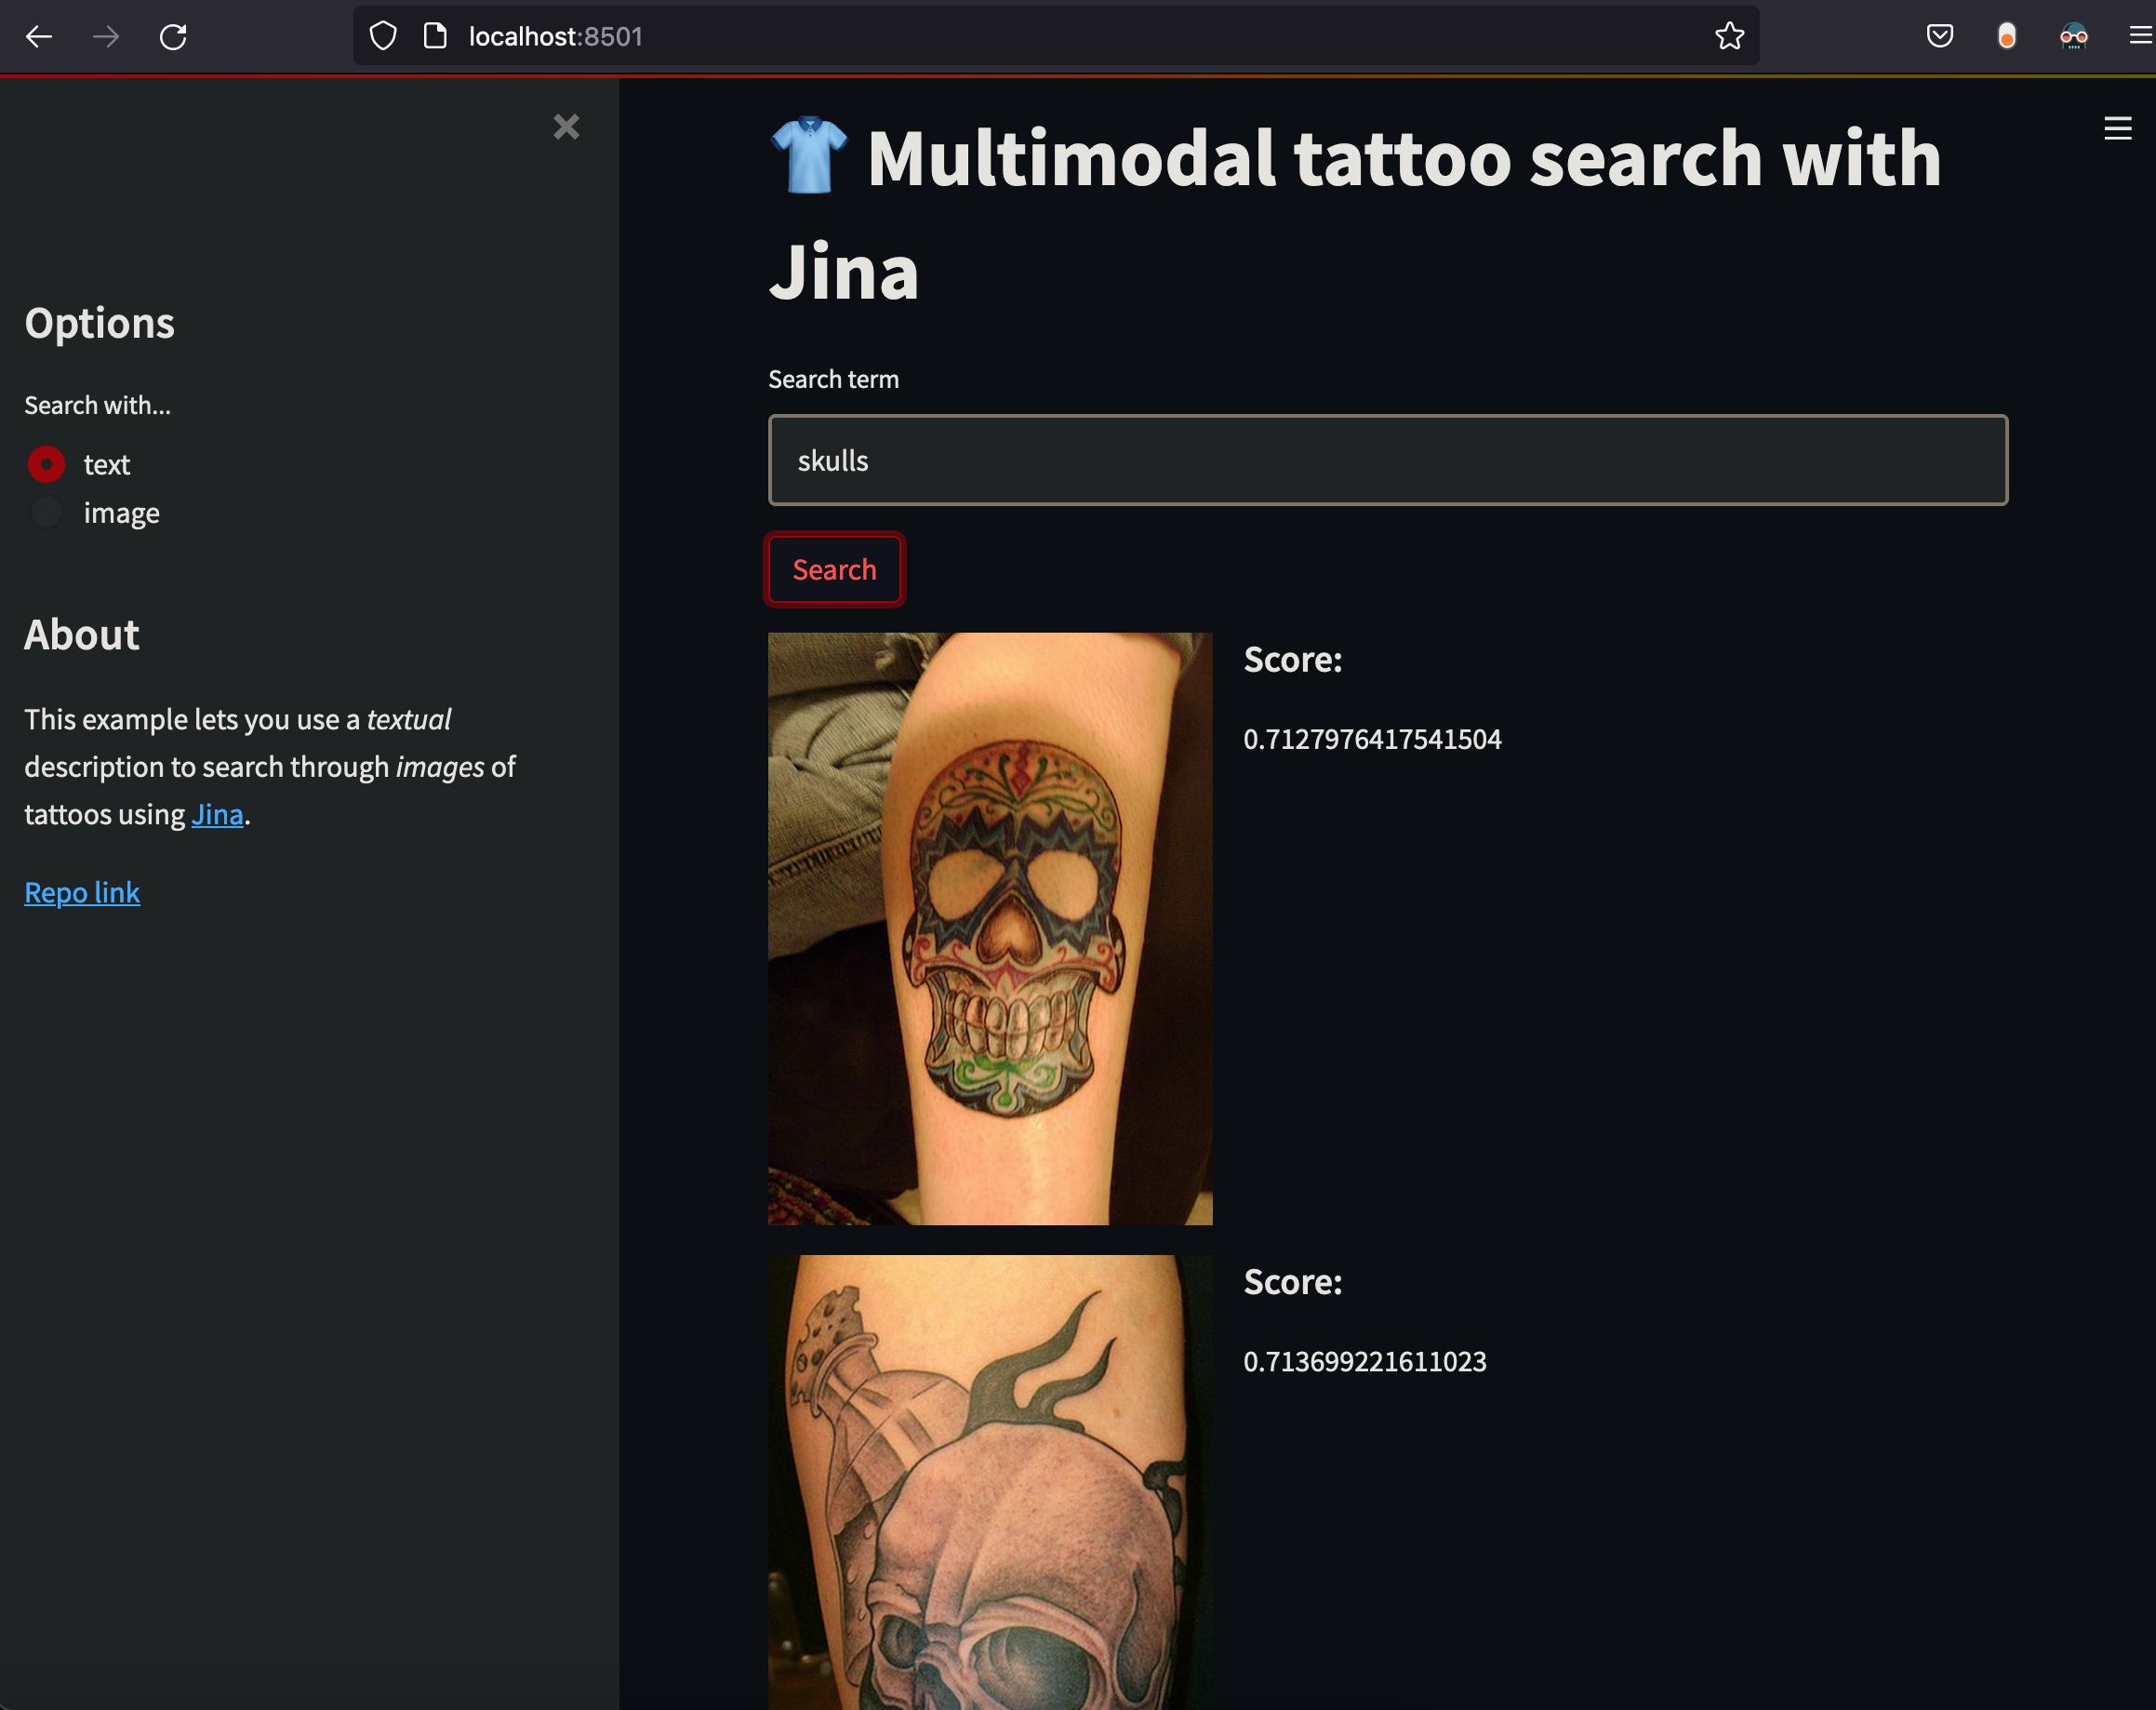 localhost:8501
Options
Search with...
text
image
About
This example lets you use a textual
description to search through images of
tattoos using Jina.
Repo link
👕 Multimodal tattoo search with
Jina
Search term
skulls
Search
Score:
0.7127976417541504
Score:
0.713699221611023